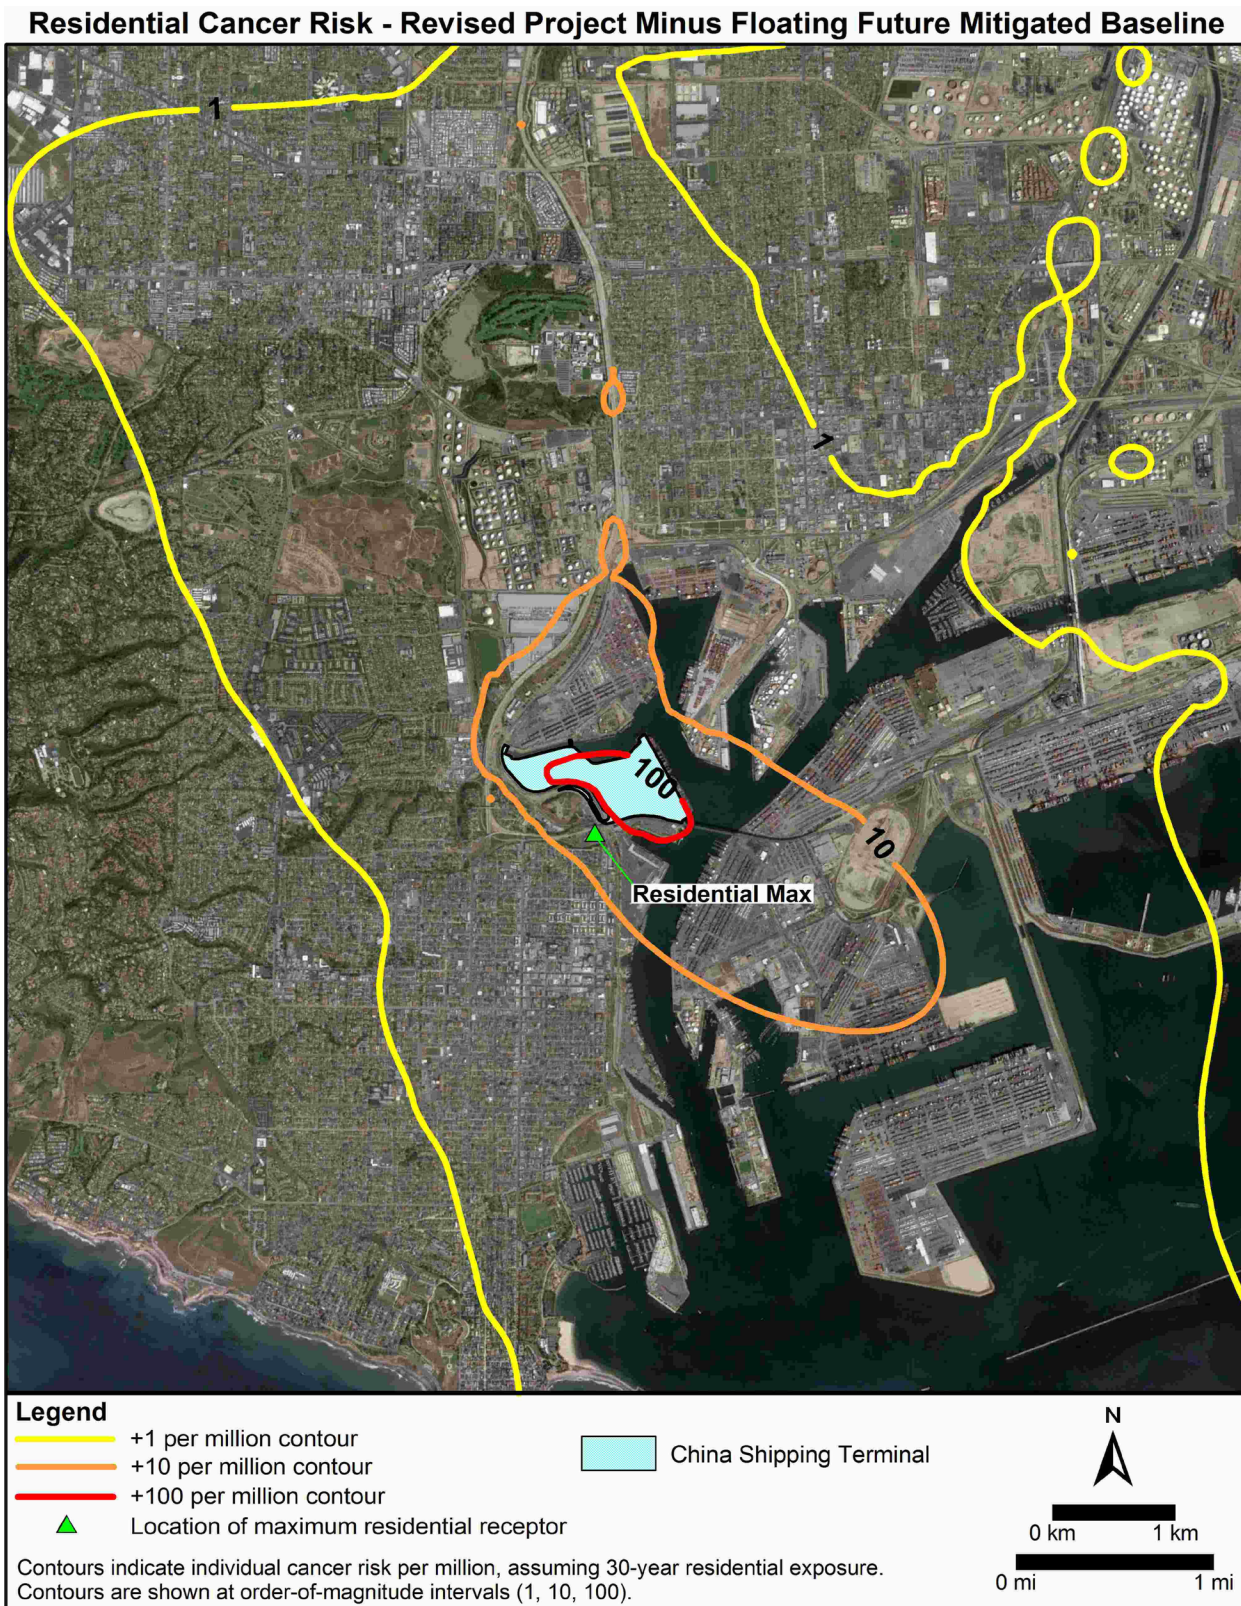 Residential Cancer Risk - Revised Project Minus Floating Future Mitigated Baseline
1
1
100
10
Residential Max
Legend
+1 per million contour
+10 per million contour
+100 per million contour
Location of maximum residential receptor
China Shipping Terminal
N
0 km 1 km
0 mi 1 mi
Contours indicate individual cancer risk per million, assuming 30-year residential exposure.
Contours are shown at order-of-magnitude intervals (1, 10, 100).